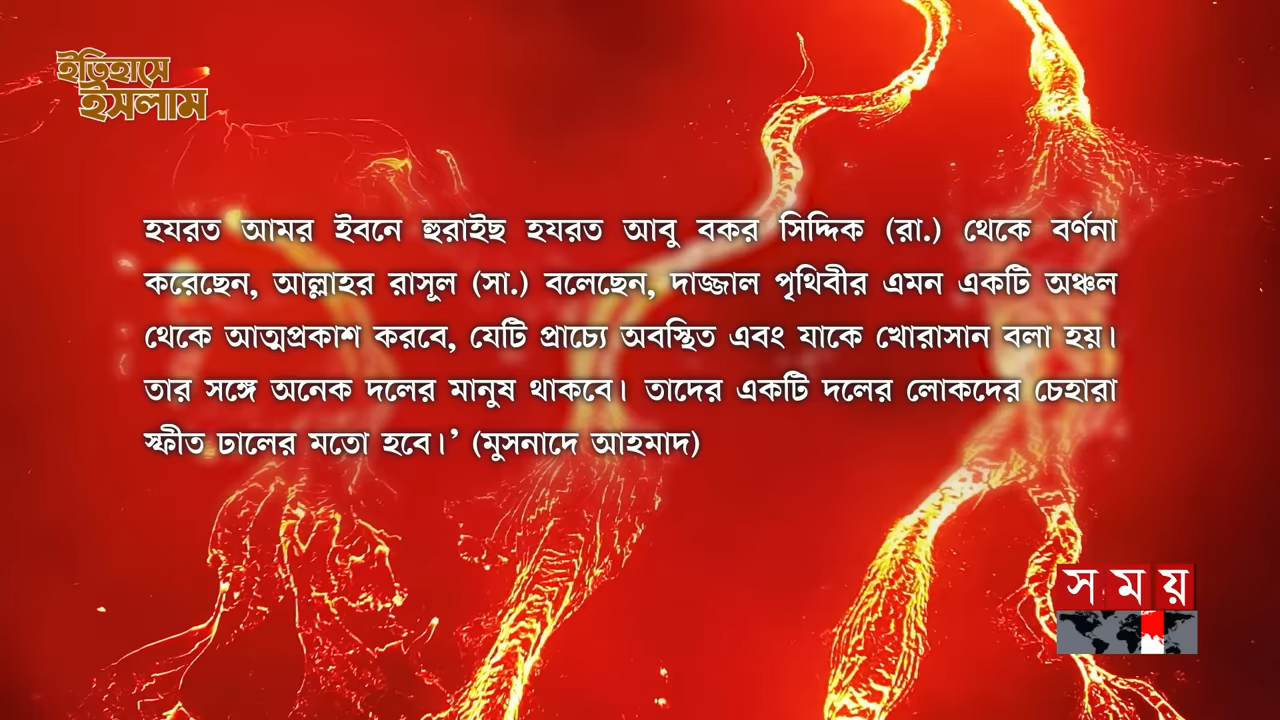 ইতিহাসে
ইসলাম
হযরত আমর ইবনে হুরাইছ হযরত আবু বকর সিদ্দিক (রা.) থেকে বর্ণনা
করেছেন, আল্লাহর রাসূল (সা.) বলেছেন, দাজ্জাল পৃথিবীর এমন একটি অঞ্চল
থেকে আত্মপ্রকাশ করবে, যেটি প্রাচ্যে অবস্থিত এবং যাকে খোরাসান বলা হয়।
তার সঙ্গে অনেক দলের মানুষ থাকবে। তাদের একটি দলের লোকদের চেহারা
স্ফীত ঢালের মতো হবে।’ (মুসনাদে আহমাদ)
সময়